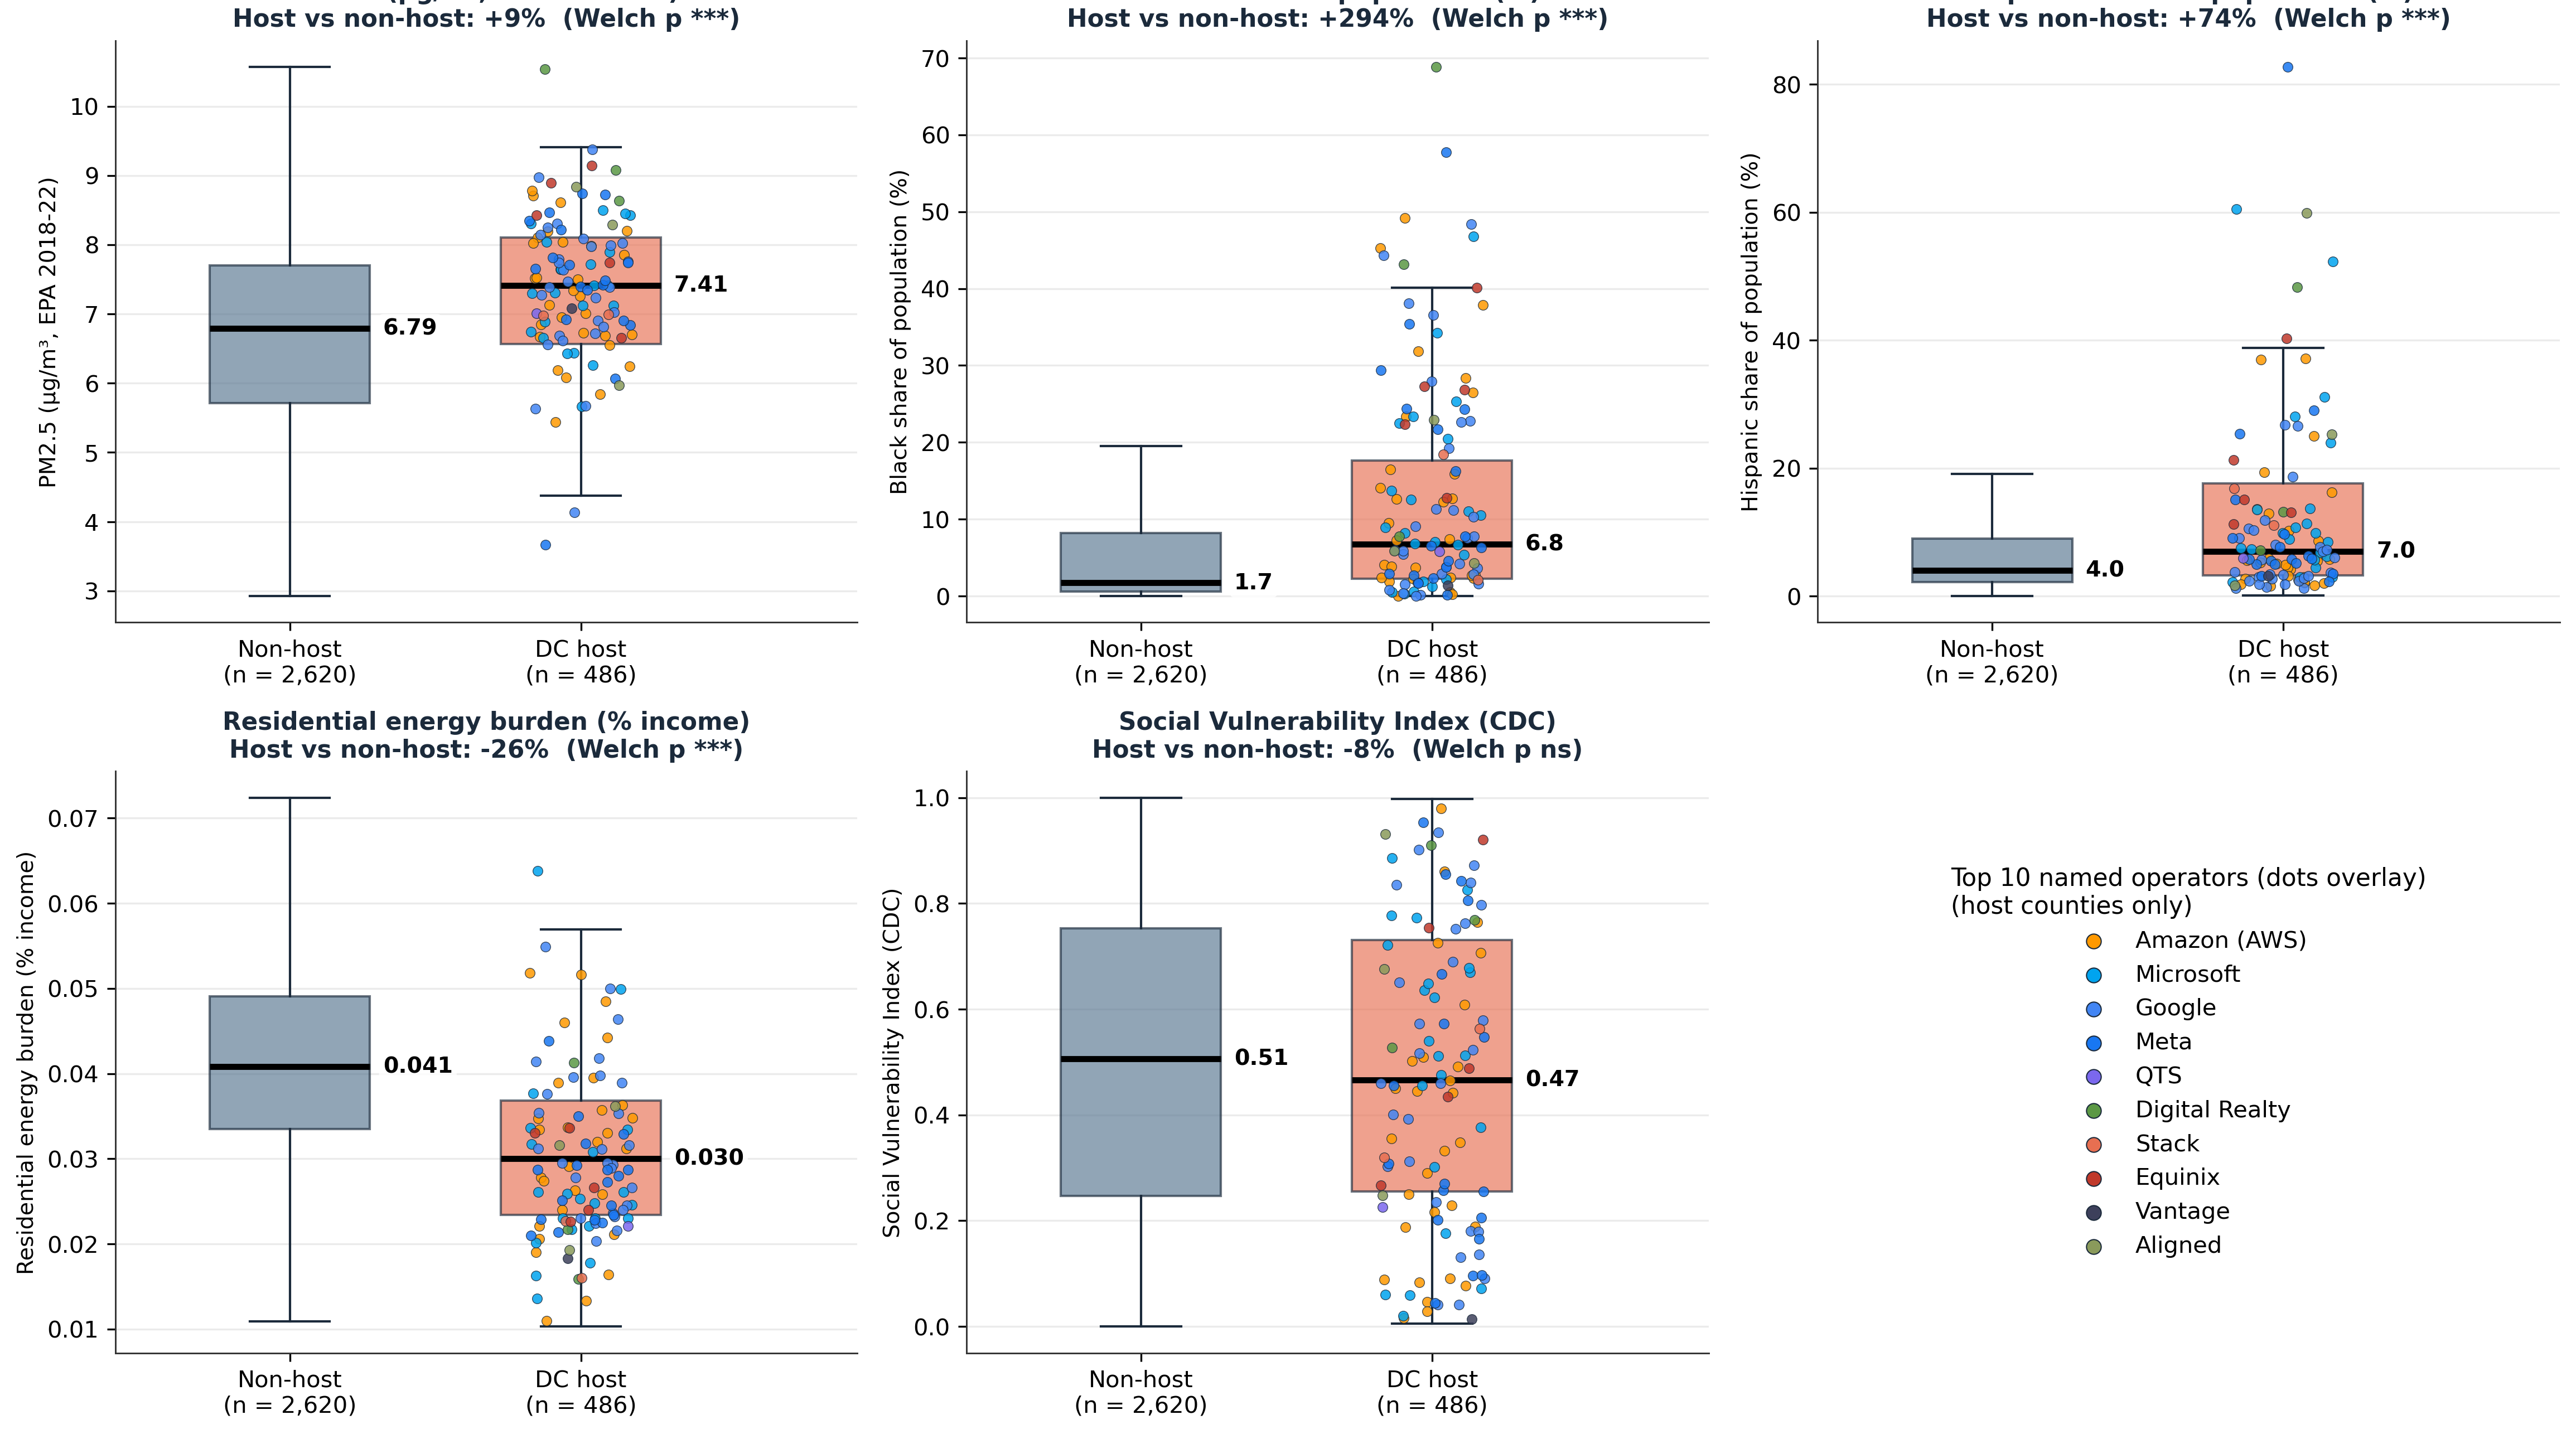 Host vs non-host: +9%  (Welch p ***)
PM2.5 (µg/m³, EPA 2018-22)
10
9
8
7
6
5
4
3
6.79
7.41
Non-host
(n = 2,620)
DC host
(n = 486)
Host vs non-host: +294%  (Welch p ***)
Black share of population (%)
70
60
50
40
30
20
10
0
1.7
6.8
Non-host
(n = 2,620)
DC host
(n = 486)
Host vs non-host: +74%  (Welch p ***)
Hispanic share of population (%)
80
60
40
20
0
4.0
7.0
Non-host
(n = 2,620)
DC host
(n = 486)
Residential energy burden (% income)
Host vs non-host: -26%  (Welch p ***)
Residential energy burden (% income)
0.07
0.06
0.05
0.04
0.03
0.02
0.01
0.041
0.030
Non-host
(n = 2,620)
DC host
(n = 486)
Social Vulnerability Index (CDC)
Host vs non-host: -8%  (Welch p ns)
Social Vulnerability Index (CDC)
1.0
0.8
0.6
0.4
0.2
0.0
0.51
0.47
Non-host
(n = 2,620)
DC host
(n = 486)
Top 10 named operators (dots overlay)
(host counties only)
Amazon (AWS)
Microsoft
Google
Meta
QTS
Digital Realty
Stack
Equinix
Vantage
Aligned